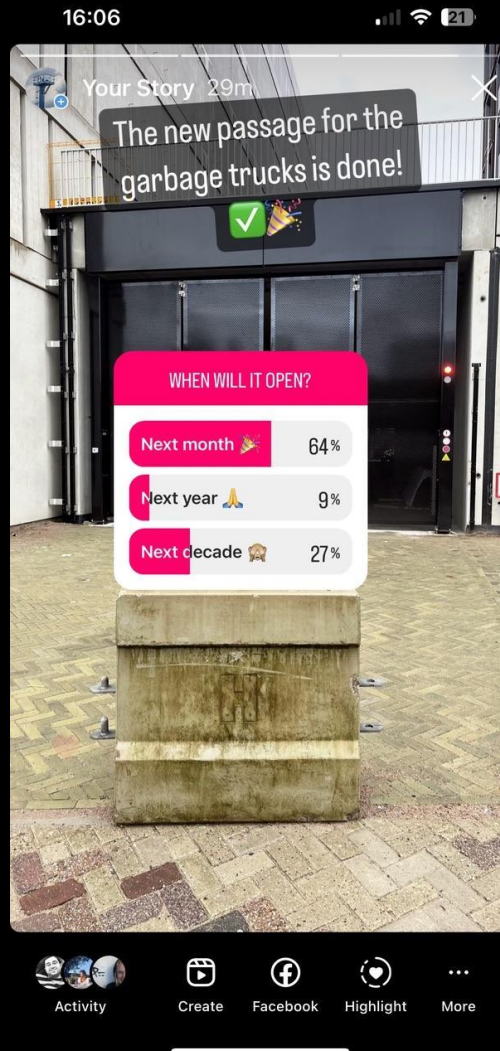 16:06
21
Your Story 29m
The new passage for the
garbage trucks is done!
WHEN WILL IT OPEN?
Next month 🎉 64%
Next year 🙏 9%
Next decade 🙈 27%
H
Activity
Create
Facebook
Highlight
More